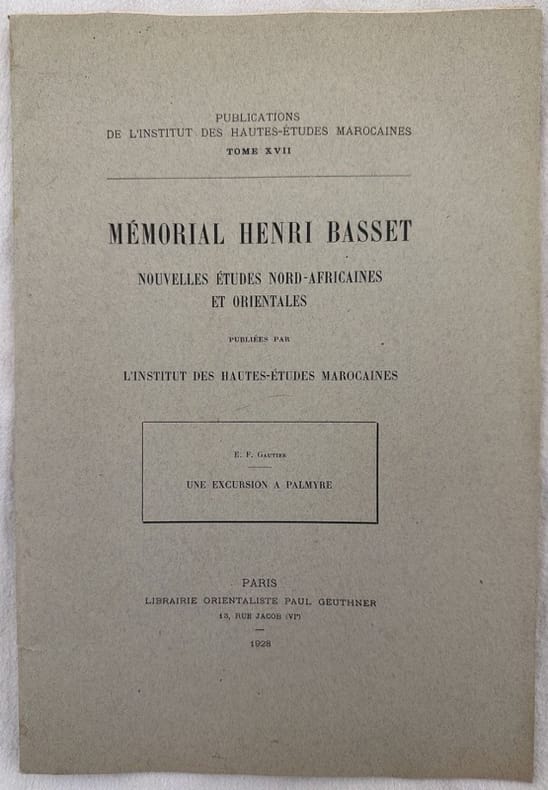 PUBLICATIONS
DE L'INSTITUT DES HAUTES-ÉTUDES MAROCAINES
TOME XVII
MÉMORIAL HENRI BASSET
NOUVELLES ÉTUDES NORD-AFRICAINES
ET ORIENTALES
PUBLIÉES PAR
L'INSTITUT DES HAUTES-ÉTUDES MAROCAINES
E. F. Gautier
UNE EXCURSION A PALMYRE
PARIS
LIBRAIRIE ORIENTALISTE PAUL GEUTHNER
13, RUE JACOB (VIᵉ)
1928